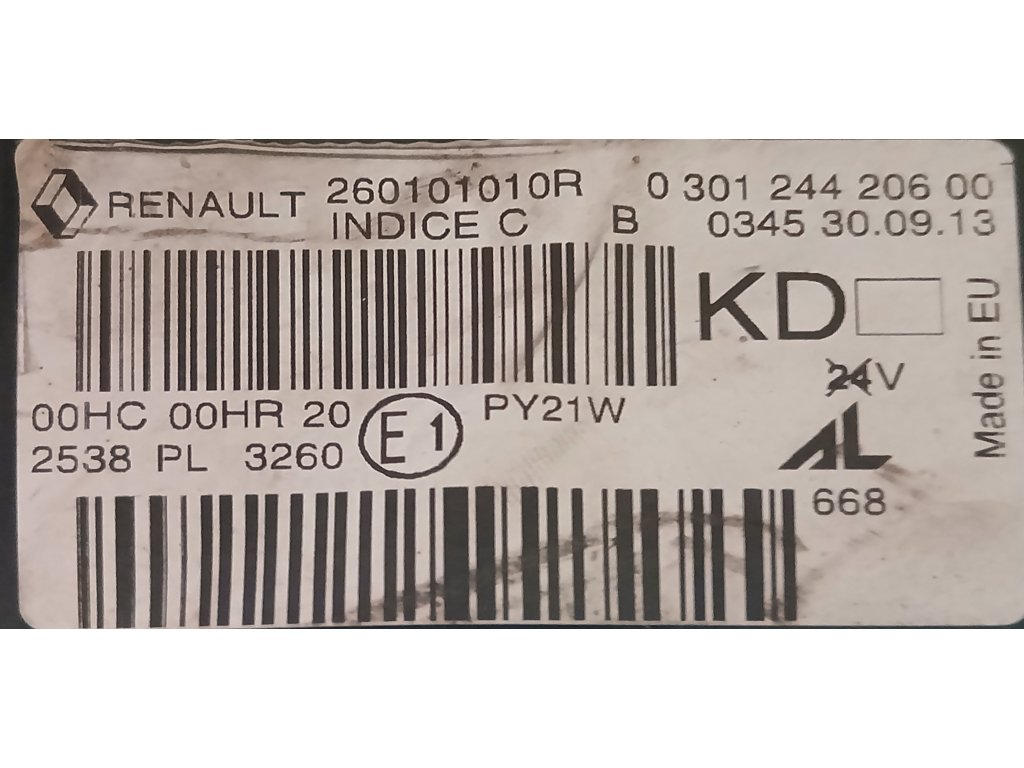 RENAULT 260101010R 0 301 244 206 00
INDICE C B 0345 30.09.13
KD
Made in EU
24V
00HC 00HR 20 E1 PY21W
2538 PL 3260
AL
668